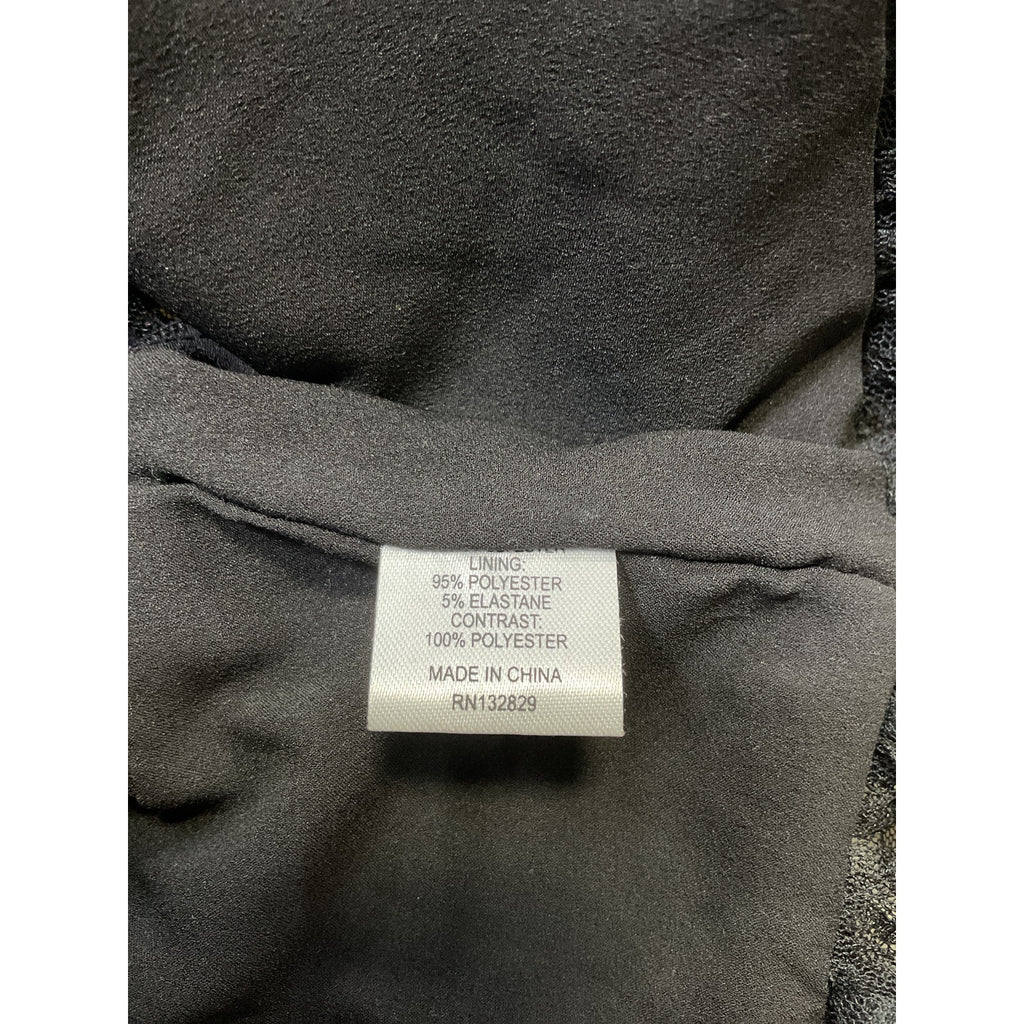 LINING:
95% POLYESTER
5% ELASTANE
CONTRAST:
100% POLYESTER
MADE IN CHINA
RN132829